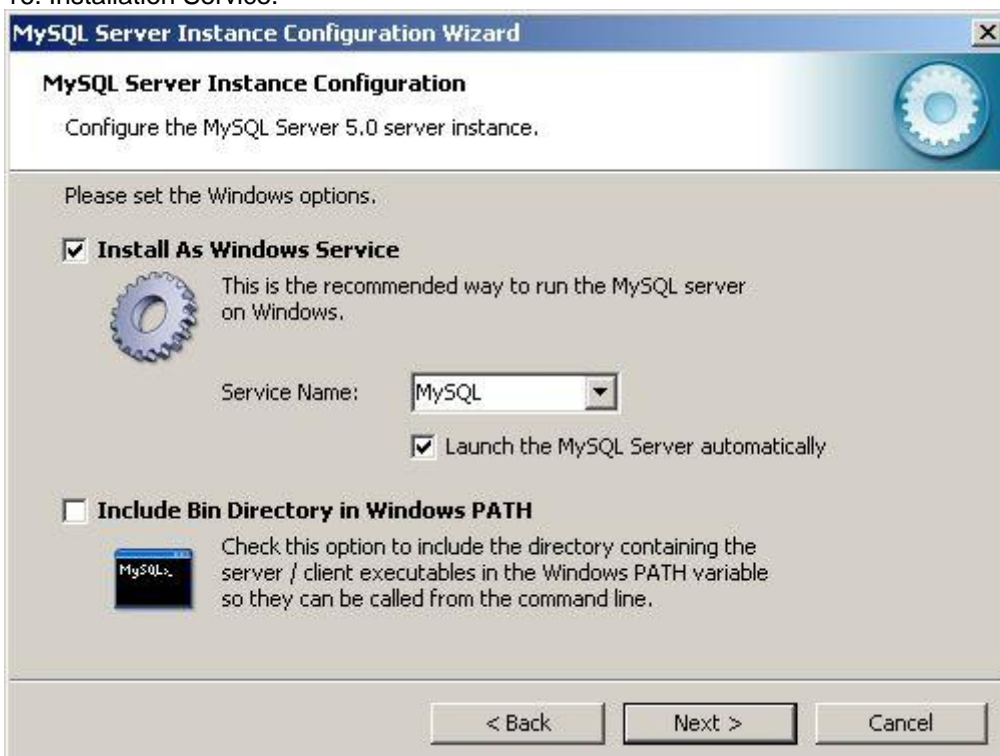 MySQL Server Instance Configuration Wizard
MySQL Server Instance Configuration
Configure the MySQL Server 5.0 server instance.
Please set the Windows options.
Install As Windows Service
This is the recommended way to run the MySQL server
on Windows.
Service Name: MySQL
Launch the MySQL Server automatically
Include Bin Directory in Windows PATH
MySQL>_
Check this option to include the directory containing the
server / client executables in the Windows PATH variable
so they can be called from the command line.
< Back Next > Cancel